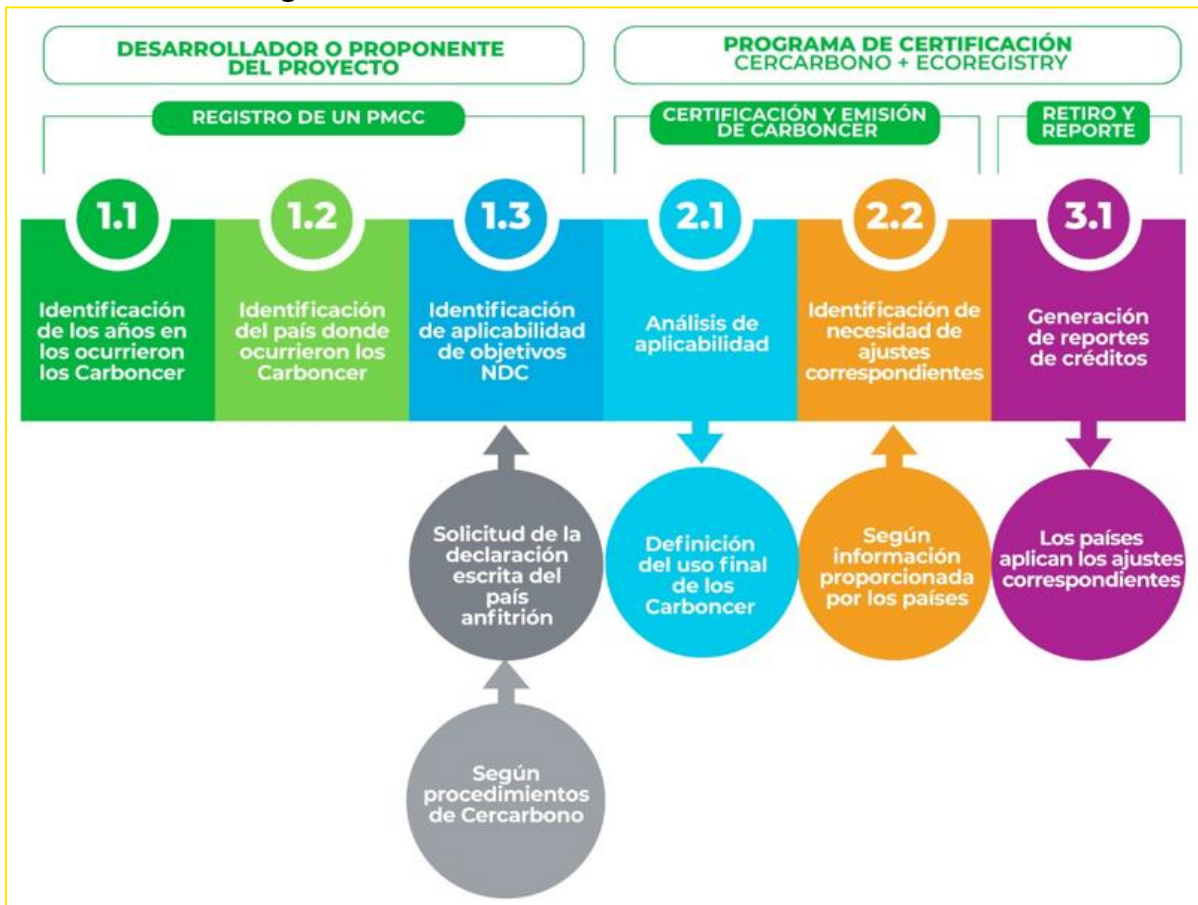 DESARROLLADOR O PROPONENTE
DEL PROYECTO
PROGRAMA DE CERTIFICACIÓN
CERCARBONO + ECOREGISTRY
REGISTRO DE UN PMCC
CERTIFICACIÓN Y EMISIÓN
DE CARBONCER
RETIRO Y
REPORTE
1.1
Identificación
de los años en
los ocurrieron
los Carboncer
1.2
Identificación
del país donde
ocurrieron los
Carboncer
1.3
Identificación
de aplicabilidad
de objetivos
NDC
2.1
Análisis de
aplicabilidad
2.2
Identificación de
necesidad de
ajustes
correspondientes
3.1
Generación
de reportes
de créditos
Solicitud de la
declaración
escrita del
país
anfitrión
Definición
del uso final
de los
Carboncer
Según
información
proporcionada
por los países
Los países
aplican los ajustes
correspondientes
Según
procedimientos
de Cercarbono